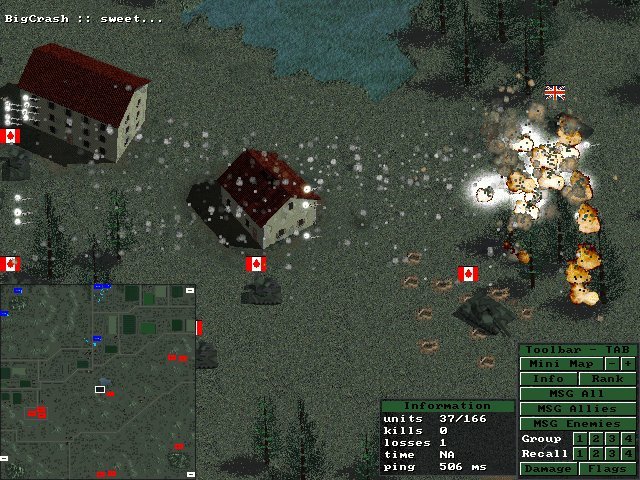 BigCrash :: sweet...
Toolbar - TAB
Mini Map - +
Info Rank
MSG All
MSG Allies
MSG Enemies
Group 1 2 3 4
Recall 1 2 3 4
Damage Flags
Information
units 37/166
kills 0
losses 1
time NA
ping 506 ms